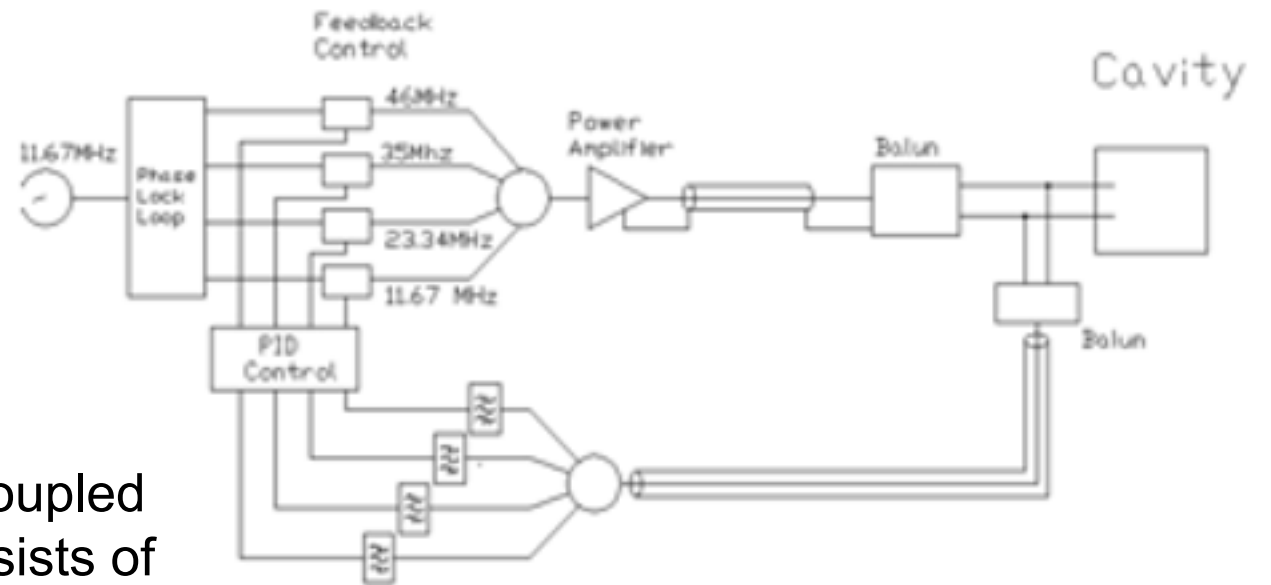 Feedback
Control
Cavity
46MHz
Power
Amplifier
11.67MHz
35Mhz
Balun
Phase
Lock
Loop
23.34MHz
11.67 MHz
PID
Control
Balun
oupled
sists of